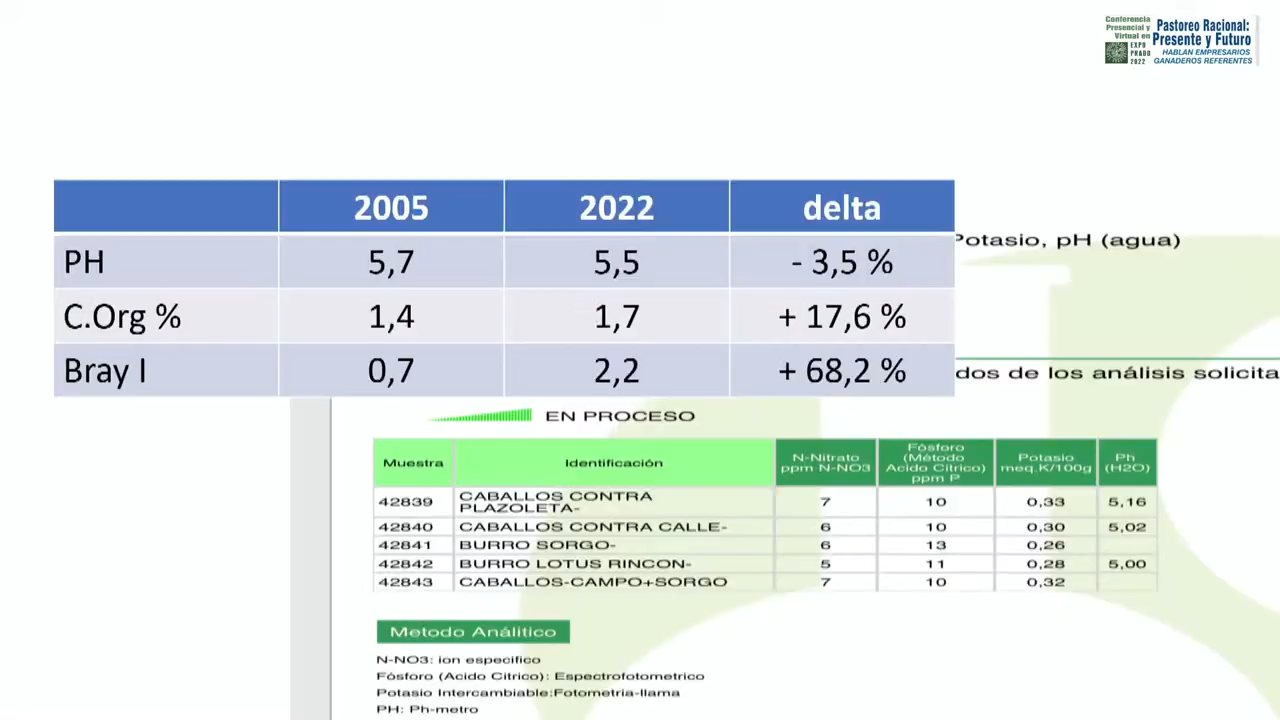 Conferencia
Presencial y
Virtual en
EXPO
PRADO
2022
Pastoreo Racional:
Presente y Futuro
HABLAN EMPRESARIOS
GANADEROS REFERENTES
2005 2022 delta
PH 5,7 5,5 - 3,5 %
C.Org % 1,4 1,7 + 17,6 %
Bray I 0,7 2,2 + 68,2 %
Potasio, pH (agua)
dos de los análisis solicita
EN PROCESO
Muestra Identificación N-Nitrato ppm N-NO3 Fósforo (Método Acido Cítrico) ppm P Potasio meq.K/100g Ph (H2O)
42839 CABALLOS CONTRA PLAZOLETA- 7 10 0,33 5,16
42840 CABALLOS CONTRA CALLE- 6 10 0,30 5,02
42841 BURRO SORGO- 6 13 0,26
42842 BURRO LOTUS RINCON- 5 11 0,28 5,00
42843 CABALLOS-CAMPO+SORGO 7 10 0,32
Metodo Análitico
N-NO3: ion especifico
Fósforo (Acido Citrico): Espectrofotometrico
Potasio Intercambiable:Fotometria-llama
PH: Ph-metro